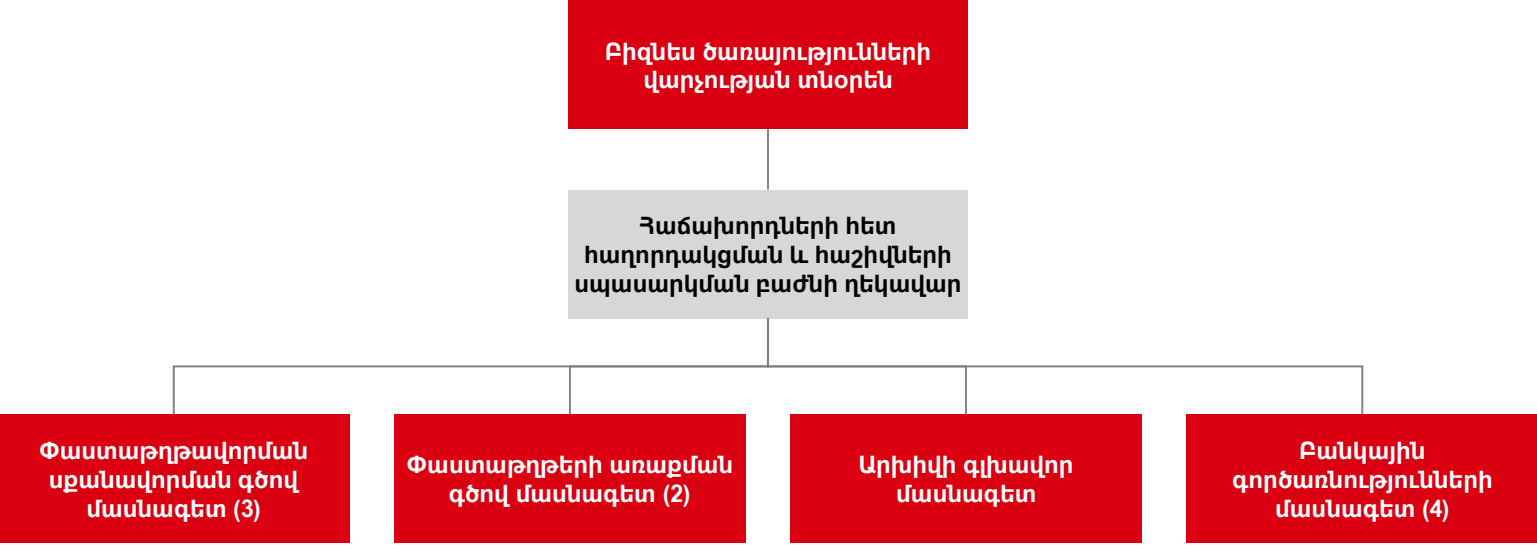 Բիզնես ծառայությունների
վարչության տնօրեն
Հաճախորդների հետ
հաղորդակցման և հաշիվների
սպասարկման բաժնի ղեկավար
Փաստաթղթավորման
սքանավորման գծով
մասնագետ (3)
Փաստաթղթերի առաքման
գծով մասնագետ (2)
Արխիվի գլխավոր
մասնագետ
Բանկային
գործառնությունների
մասնագետ (4)